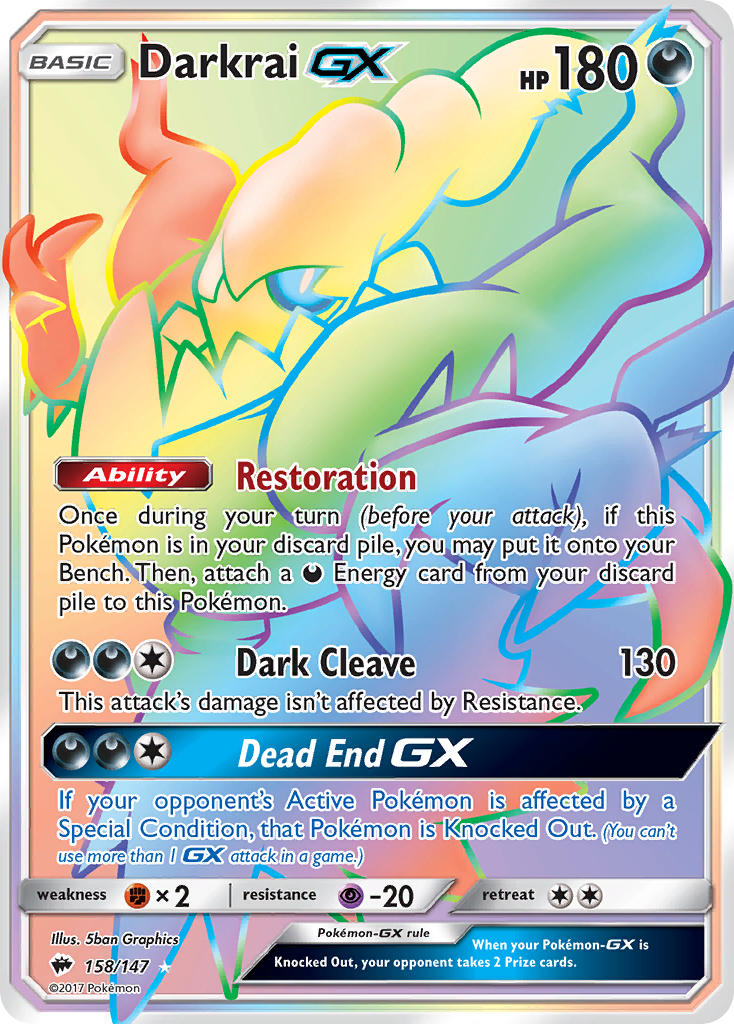 BASIC Darkrai GX HP 180
Ability Restoration
Once during your turn (before your attack), if this
Pokémon is in your discard pile, you may put it onto your
Bench. Then, attach a Energy card from your discard
pile to this Pokémon.
Dark Cleave 130
This attack's damage isn't affected by Resistance.
Dead End GX
If your opponent's Active Pokémon is affected by a
Special Condition, that Pokémon is Knocked Out. (You can't
use more than 1 GX attack in a game.)
weakness ×2 resistance -20 retreat
Illus. 5ban Graphics
Pokémon-GX rule
When your Pokémon-GX is
Knocked Out, your opponent takes 2 Prize cards.
158/147
©2017 Pokémon